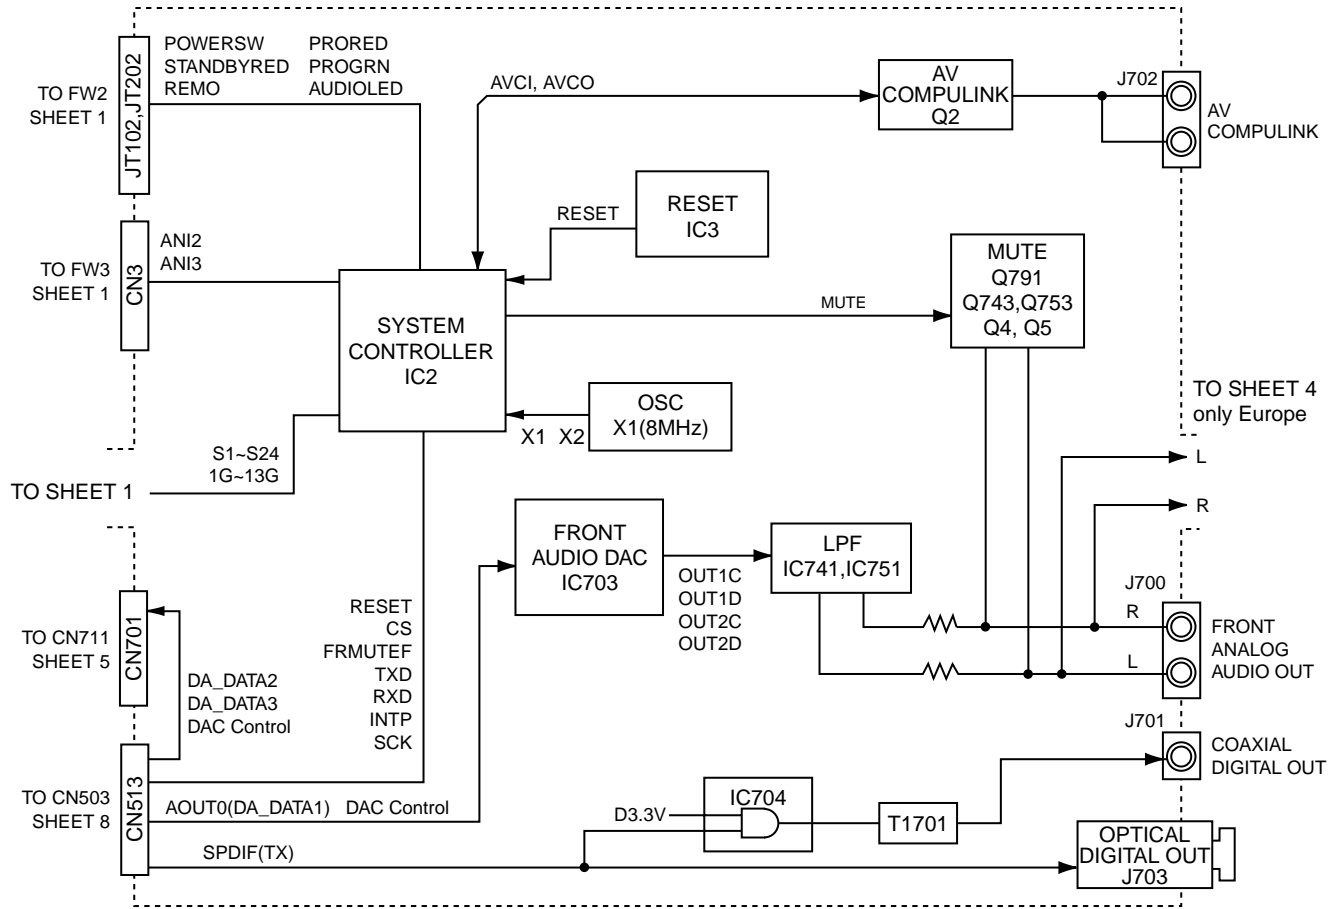 POWERSW
STANDBYRED
REMO
PRORED
PROGRN
AUDIOLED
TO FW2
SHEET 1
JT102,JT202
AVCI, AVCO
AV
COMPULINK
Q2
J702
AV
COMPULINK
RESET
RESET
IC3
ANI2
ANI3
TO FW3
SHEET 1
CN3
MUTE
Q791
Q743,Q753
Q4, Q5
MUTE
SYSTEM
CONTROLLER
IC2
OSC
X1(8MHz)
X1 X2
TO SHEET 4
only Europe
S1~S24
1G~13G
TO SHEET 1
L
R
FRONT
AUDIO DAC
IC703
LPF
IC741,IC751
OUT1C
OUT1D
OUT2C
OUT2D
J700
R
L
FRONT
ANALOG
AUDIO OUT
RESET
CS
FRMUTEF
TXD
RXD
INTP
SCK
TO CN711
SHEET 5
CN701
DA_DATA2
DA_DATA3
DAC Control
J701
COAXIAL
DIGITAL OUT
TO CN503
SHEET 8
CN513
AOUT0(DA_DATA1) DAC Control
D3.3V
IC704
T1701
SPDIF(TX)
OPTICAL
DIGITAL OUT
J703